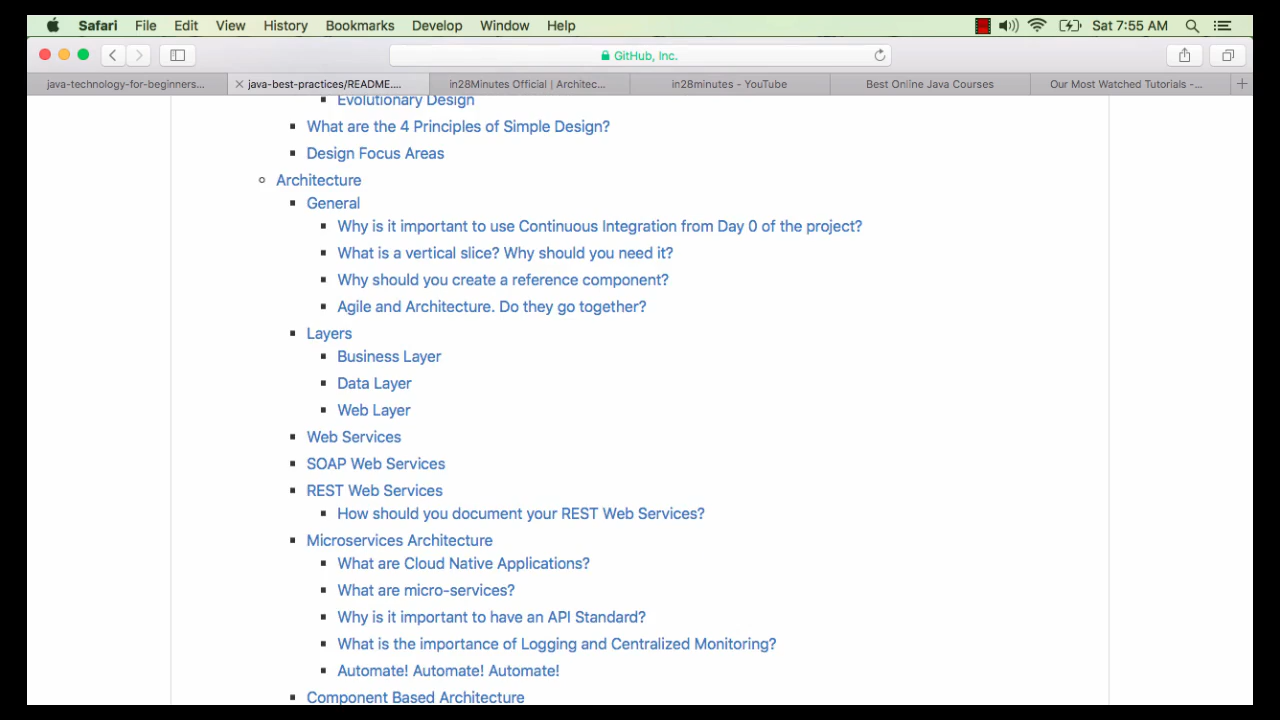 Safari File Edit View History Bookmarks Develop Window Help Sat 7:55 AM
GitHub, Inc.
java-technology-for-beginners... java-best-practices/README.... in28Minutes Official | Architec... in28minutes - YouTube Best Online Java Courses Our Most Watched Tutorials -...
Evolutionary Design
What are the 4 Principles of Simple Design?
Design Focus Areas
Architecture
General
Why is it important to use Continuous Integration from Day 0 of the project?
What is a vertical slice? Why should you need it?
Why should you create a reference component?
Agile and Architecture. Do they go together?
Layers
Business Layer
Data Layer
Web Layer
Web Services
SOAP Web Services
REST Web Services
How should you document your REST Web Services?
Microservices Architecture
What are Cloud Native Applications?
What are micro-services?
Why is it important to have an API Standard?
What is the importance of Logging and Centralized Monitoring?
Automate! Automate! Automate!
Component Based Architecture